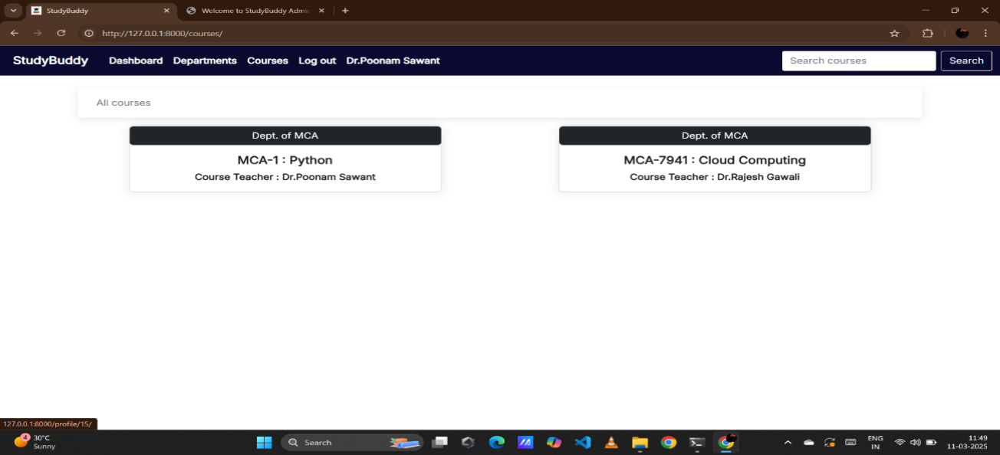 StudyBuddy
Welcome to StudyBuddy Admi
http://127.0.0.1:8000/courses/
StudyBuddy Dashboard Departments Courses Log out Dr.Poonam Sawant Search courses Search
All courses
Dept. of MCA
MCA-1 : Python
Course Teacher : Dr.Poonam Sawant
Dept. of MCA
MCA-7941 : Cloud Computing
Course Teacher : Dr.Rajesh Gawali
127.0.0.1:8000/profile/15/
4
30°C
Sunny
Search
ENG
IN
11:49
11-03-2025